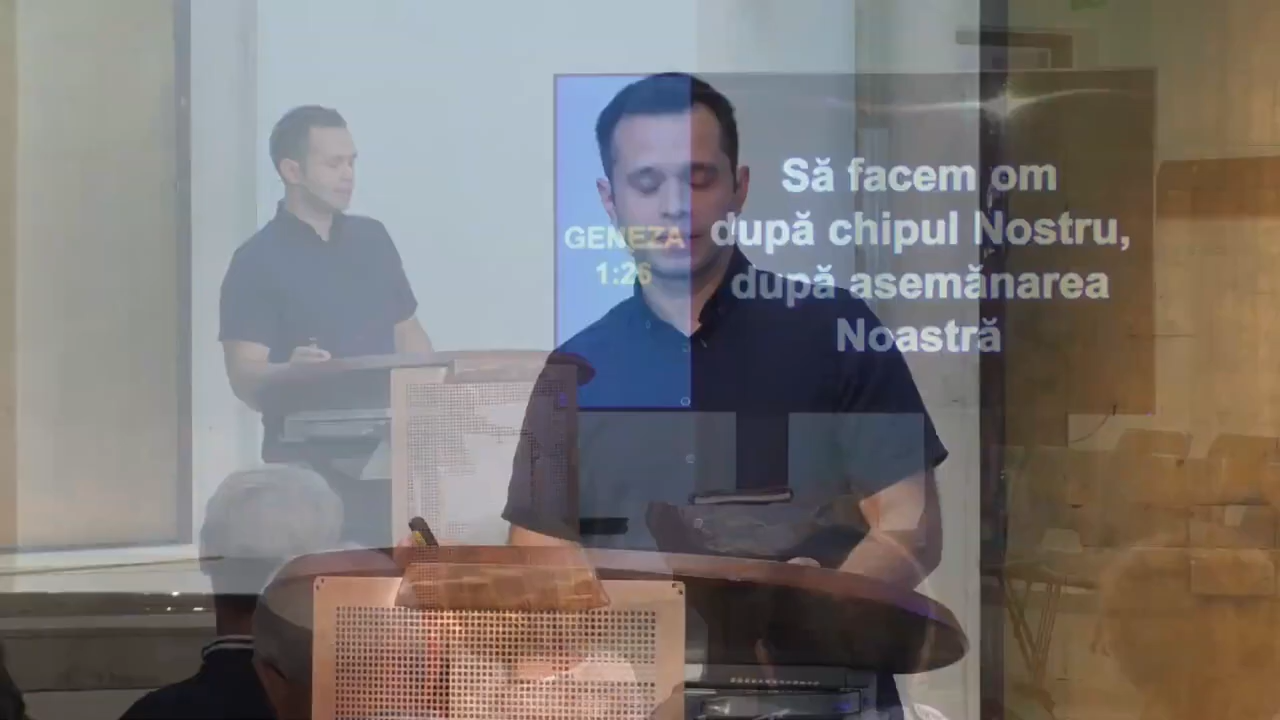 GENEZA
1:26
Să facem om
după chipul Nostru,
după asemănarea
Noastră